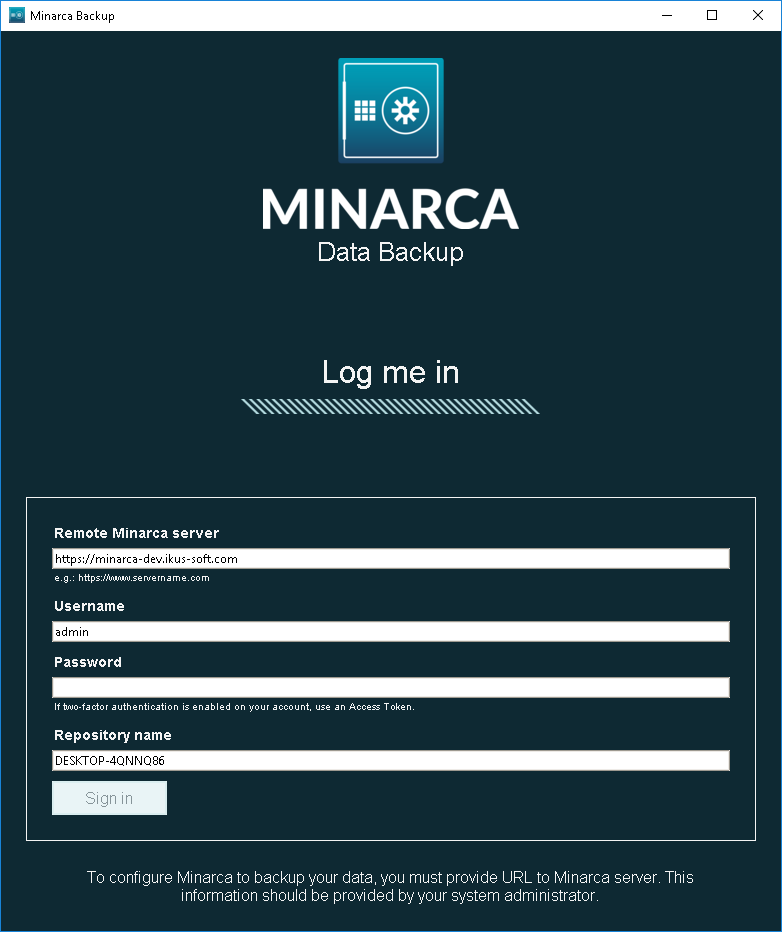 Minarca Backup
MINARCA
Data Backup
Log me in
Remote Minarca server
https://minarca-dev.ikus-soft.com
e.g.: https://www.servername.com
Username
admin
Password
If two-factor authentication is enabled on your account, use an Access Token.
Repository name
DESKTOP-4QNNQ86
Sign in
To configure Minarca to backup your data, you must provide URL to Minarca server. This
information should be provided by your system administrator.